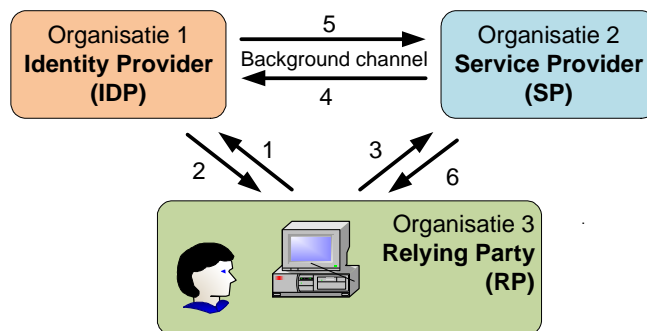 Organisatie 1
Identity Provider
(IDP)
5
Background channel
4
Organisatie 2
Service Provider
(SP)
2
1
3
6
Organisatie 3
Relying Party
(RP)